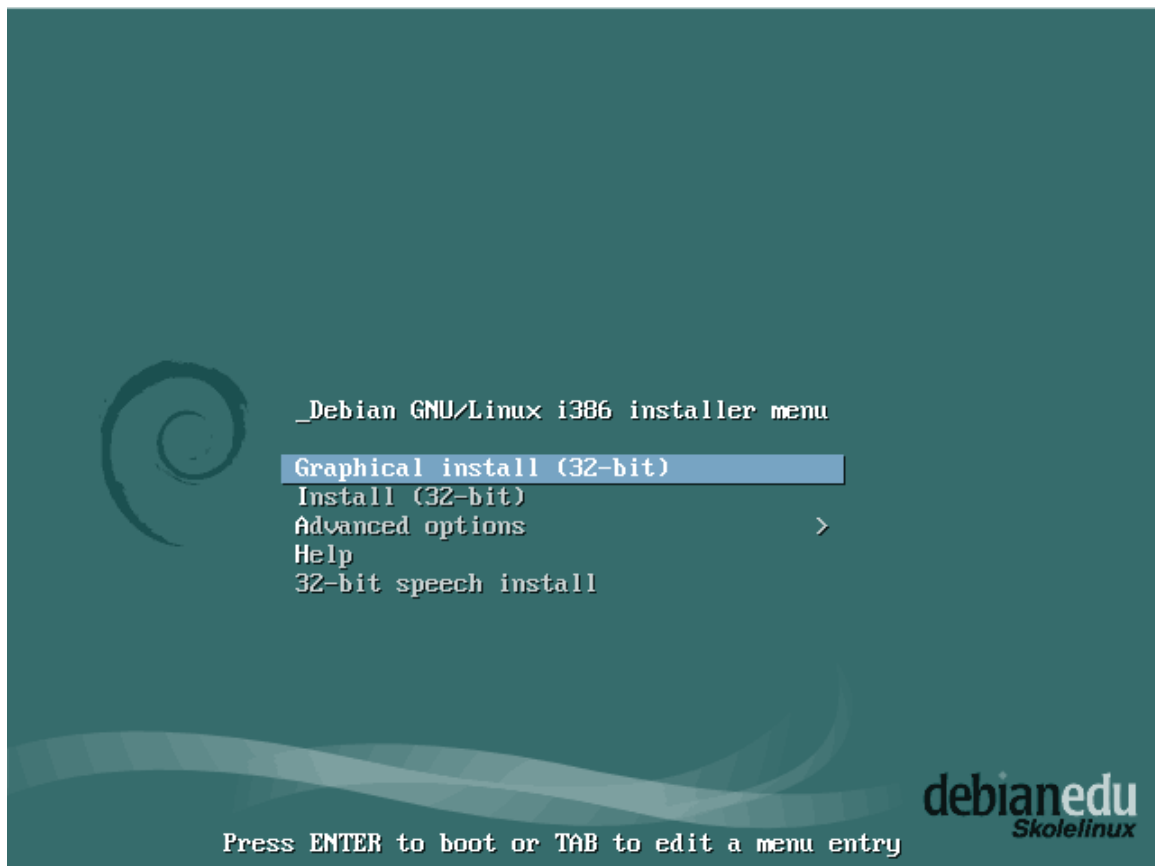 _Debian GNU/Linux i386 installer menu
Graphical install (32-bit)
Install (32-bit)
Advanced options >
Help
32-bit speech install
debianedu
Skolelinux
Press ENTER to boot or TAB to edit a menu entry